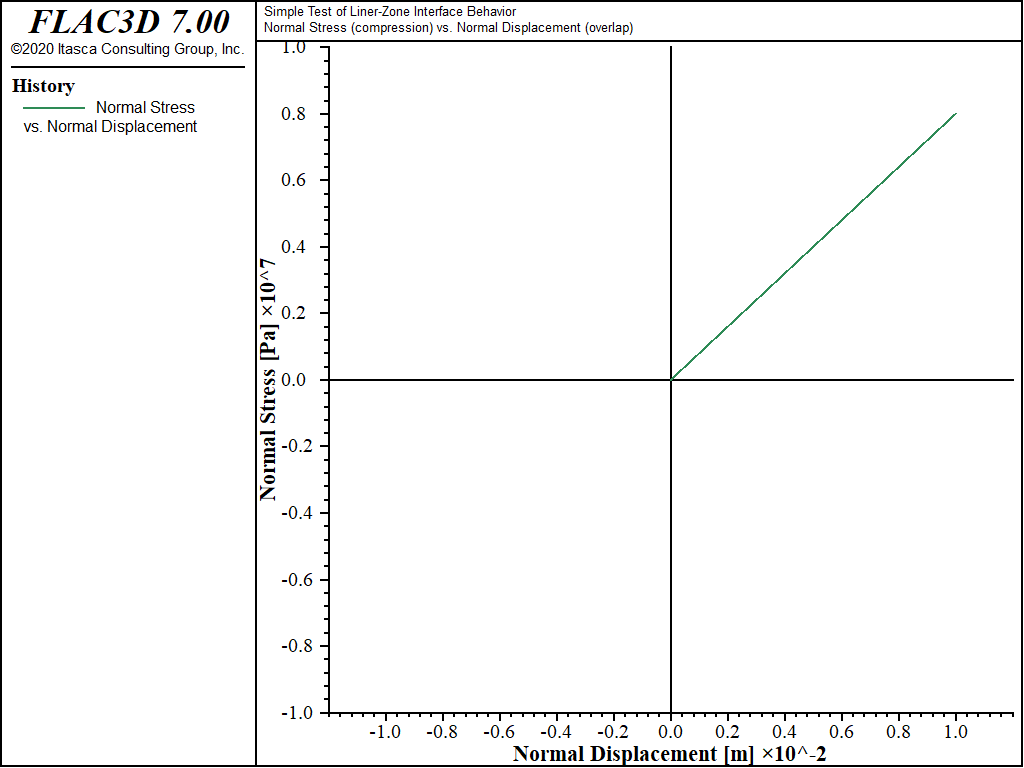 FLAC3D 7.00
©2020 Itasca Consulting Group, Inc.
History
Normal Stress
vs. Normal Displacement
Simple Test of Liner-Zone Interface Behavior
Normal Stress (compression) vs. Normal Displacement (overlap)
Normal Stress [Pa] ×10^7
1.0
0.8
0.6
0.4
0.2
0.0
-0.2
-0.4
-0.6
-0.8
-1.0
-1.0 -0.8 -0.6 -0.4 -0.2 0.0 0.2 0.4 0.6 0.8 1.0
Normal Displacement [m] ×10^-2